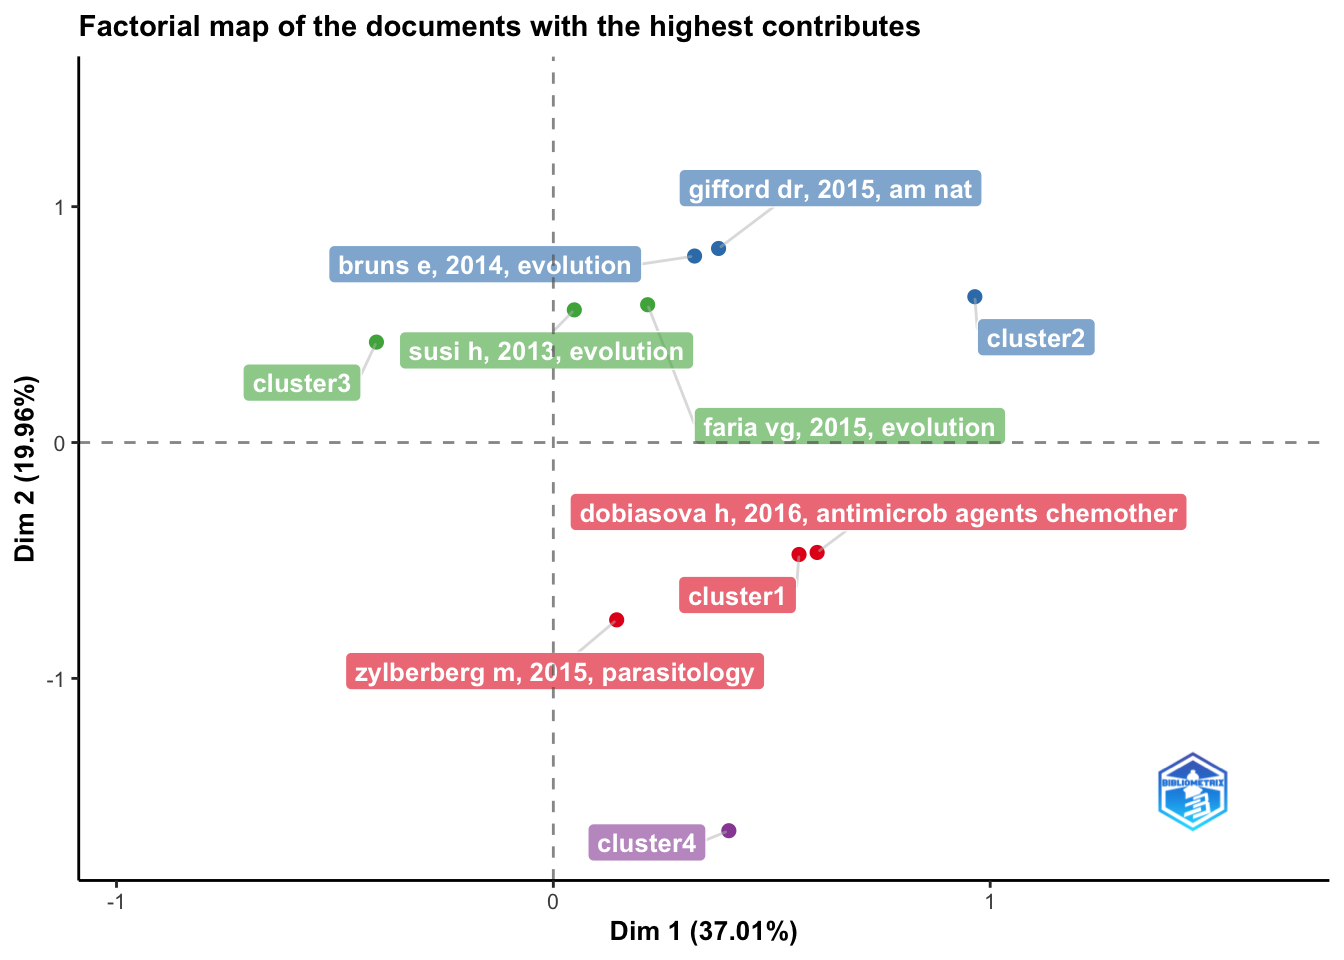 Factorial map of the documents with the highest contributes
gifford dr, 2015, am nat
bruns e, 2014, evolution
cluster2
susi h, 2013, evolution
cluster3
faria vg, 2015, evolution
dobiasova h, 2016, antimicrob agents chemother
cluster1
zylberberg m, 2015, parasitology
cluster4
BIBLIOMETRIX
1
0
-1
Dim 2 (19.96%)
-1
0
1
Dim 1 (37.01%)